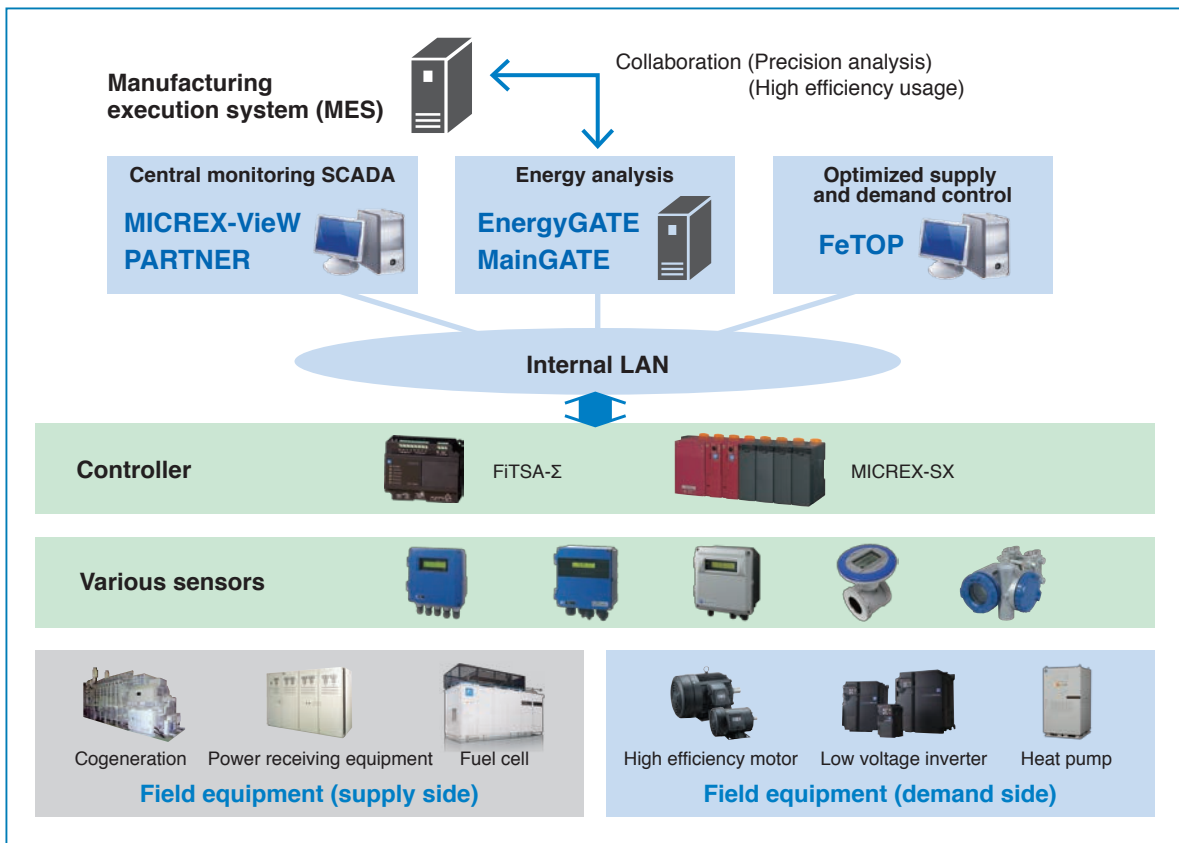 Manufacturing
execution system (MES)
Collaboration (Precision analysis)
(High efficiency usage)
Central monitoring SCADA
MICREX-VieW
PARTNER
Energy analysis
EnergyGATE
MainGATE
Optimized supply
and demand control
FeTOP
Internal LAN
Controller
FiTSA-Σ
MICREX-SX
Various sensors
Cogeneration
Power receiving equipment
Fuel cell
Field equipment (supply side)
High efficiency motor
Low voltage inverter
Heat pump
Field equipment (demand side)